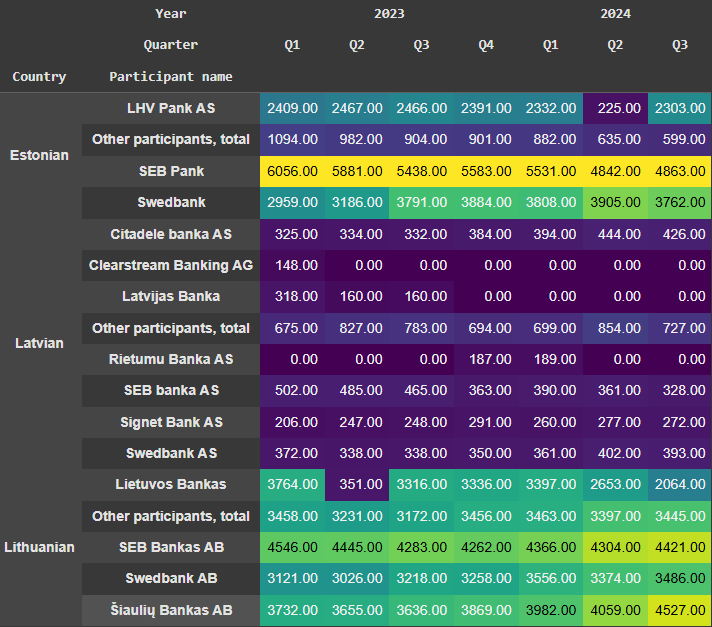 Year 2023 2024
Quarter Q1 Q2 Q3 Q4 Q1 Q2 Q3
Country Participant name
Estonian LHV Pank AS 2409.00 2467.00 2466.00 2391.00 2332.00 225.00 2303.00
Other participants, total 1094.00 982.00 904.00 901.00 882.00 635.00 599.00
SEB Pank 6056.00 5881.00 5438.00 5583.00 5531.00 4842.00 4863.00
Swedbank 2959.00 3186.00 3791.00 3884.00 3808.00 3905.00 3762.00
Latvian Citadele banka AS 325.00 334.00 332.00 384.00 394.00 444.00 426.00
Clearstream Banking AG 148.00 0.00 0.00 0.00 0.00 0.00 0.00
Latvijas Banka 318.00 160.00 160.00 0.00 0.00 0.00 0.00
Other participants, total 675.00 827.00 783.00 694.00 699.00 854.00 727.00
Rietumu Banka AS 0.00 0.00 0.00 187.00 189.00 0.00 0.00
SEB banka AS 502.00 485.00 465.00 363.00 390.00 361.00 328.00
Signet Bank AS 206.00 247.00 248.00 291.00 260.00 277.00 272.00
Swedbank AS 372.00 338.00 338.00 350.00 361.00 402.00 393.00
Lithuanian Lietuvos Bankas 3764.00 351.00 3316.00 3336.00 3397.00 2653.00 2064.00
Other participants, total 3458.00 3231.00 3172.00 3456.00 3463.00 3397.00 3445.00
SEB Bankas AB 4546.00 4445.00 4283.00 4262.00 4366.00 4304.00 4421.00
Swedbank AB 3121.00 3026.00 3218.00 3258.00 3556.00 3374.00 3486.00
Šiaulių Bankas AB 3732.00 3655.00 3636.00 3869.00 3982.00 4059.00 4527.00